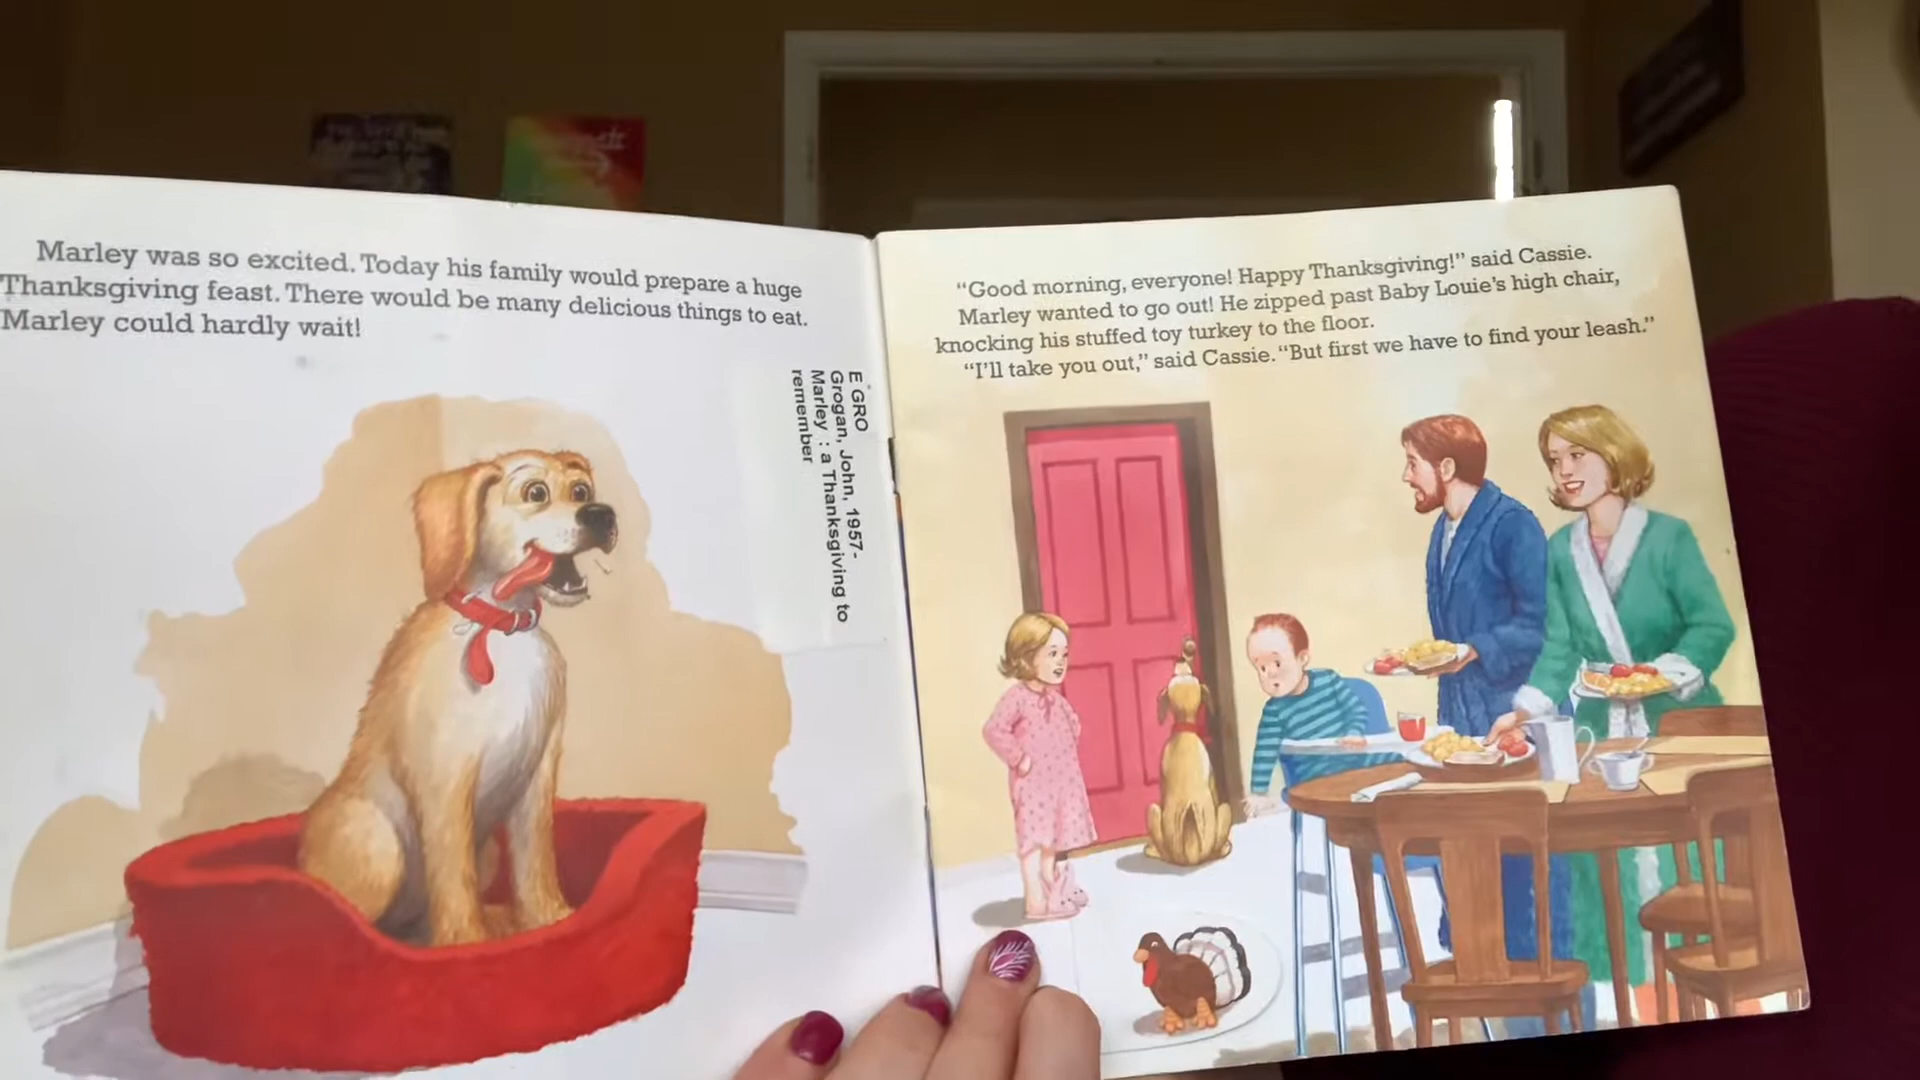 Marley was so excited. Today his family would prepare a huge
Thanksgiving feast. There would be many delicious things to eat.
Marley could hardly wait!
E GRO
Grogan, John, 1957-
Marley : a Thanksgiving to
remember
“Good morning, everyone! Happy Thanksgiving!” said Cassie.
Marley wanted to go out! He zipped past Baby Louie’s high chair,
knocking his stuffed toy turkey to the floor.
“I’ll take you out,” said Cassie. “But first we have to find your leash.”